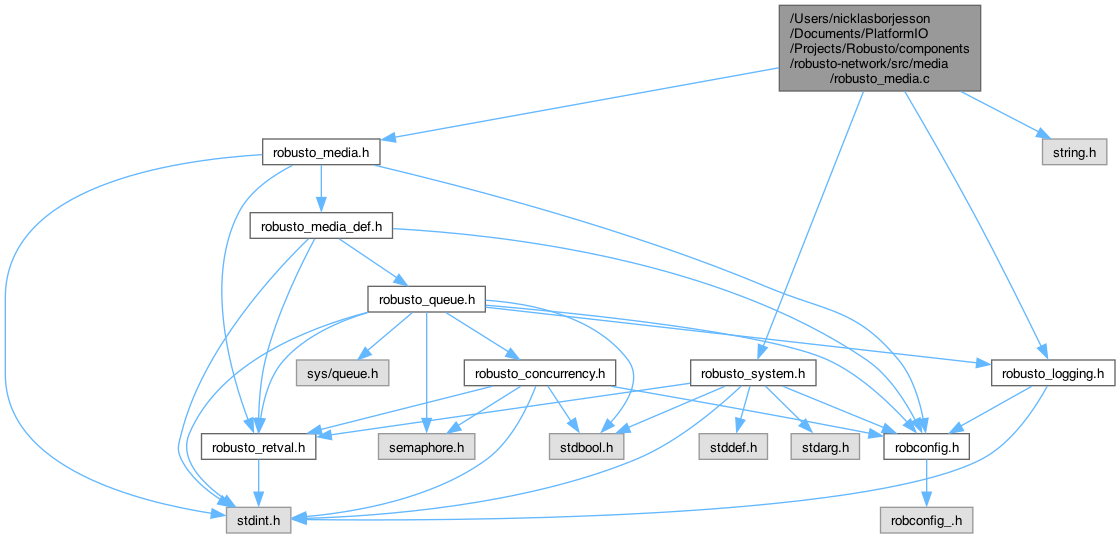 /Users/nicklasborjesson
/Documents/PlatformIO
/Projects/Robusto/components
/robusto-network/src/media
/robusto_media.c
robusto_media.h
string.h
robusto_media_def.h
robusto_queue.h
sys/queue.h
robusto_concurrency.h
robusto_system.h
robusto_logging.h
robusto_retval.h
semaphore.h
stdbool.h
stddef.h
stdarg.h
robconfig.h
stdint.h
robconfig_.h